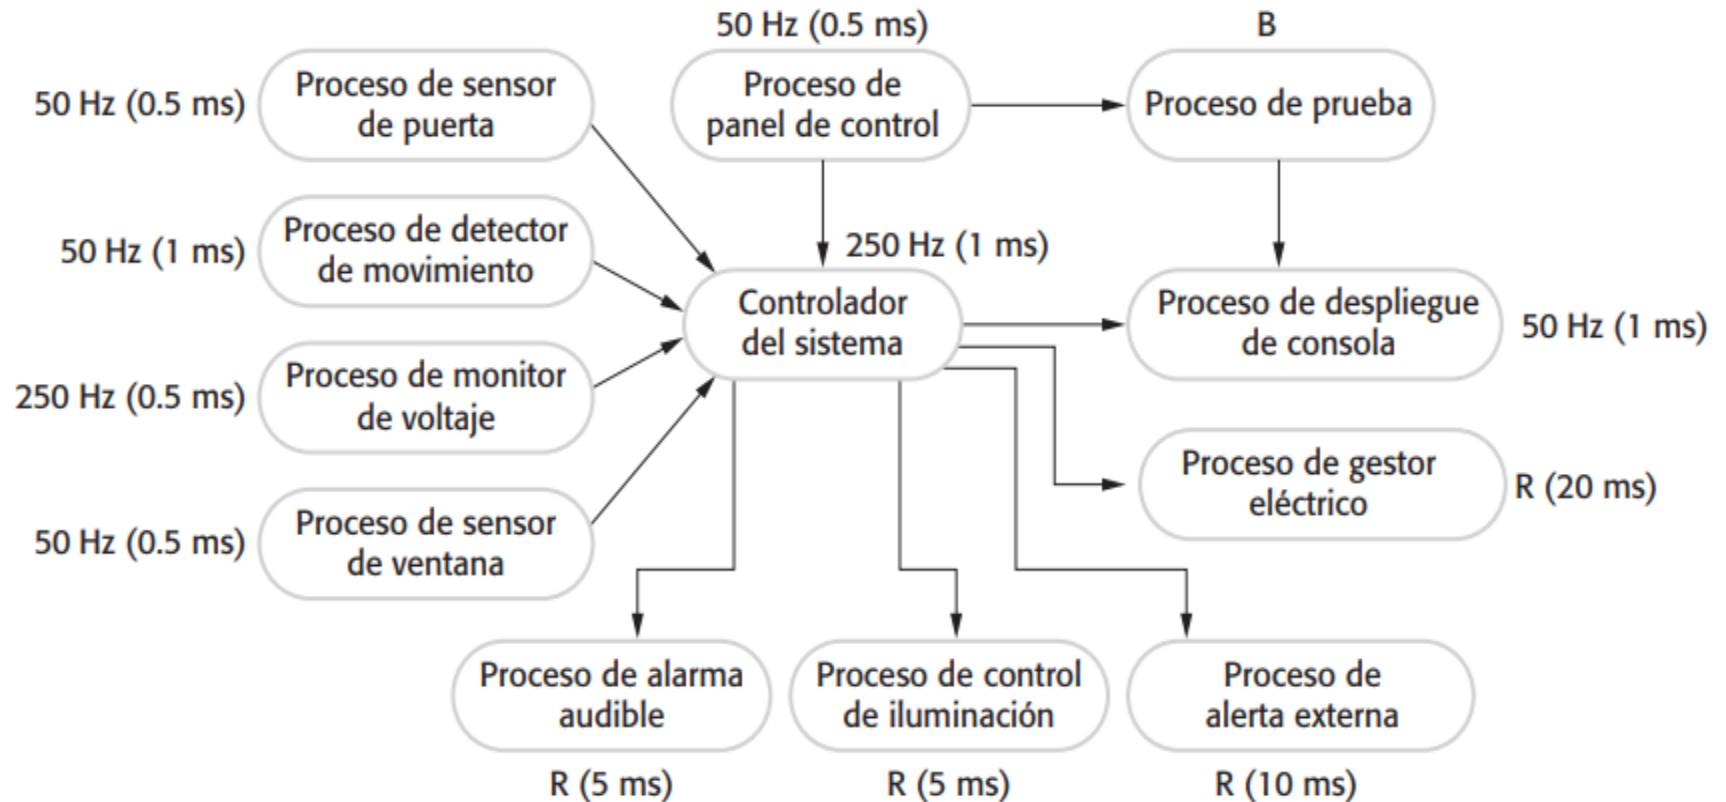 50 Hz (0.5 ms)
B
50 Hz (0.5 ms)
Proceso de sensor
de puerta
Proceso de
panel de control
Proceso de prueba
50 Hz (1 ms)
Proceso de detector
de movimiento
250 Hz (1 ms)
Controlador
del sistema
Proceso de despliegue
de consola
50 Hz (1 ms)
250 Hz (0.5 ms)
Proceso de monitor
de voltaje
Proceso de gestor
eléctrico
R (20 ms)
50 Hz (0.5 ms)
Proceso de sensor
de ventana
Proceso de alarma
audible
Proceso de control
de iluminación
Proceso de
alerta externa
R (5 ms)
R (5 ms)
R (10 ms)